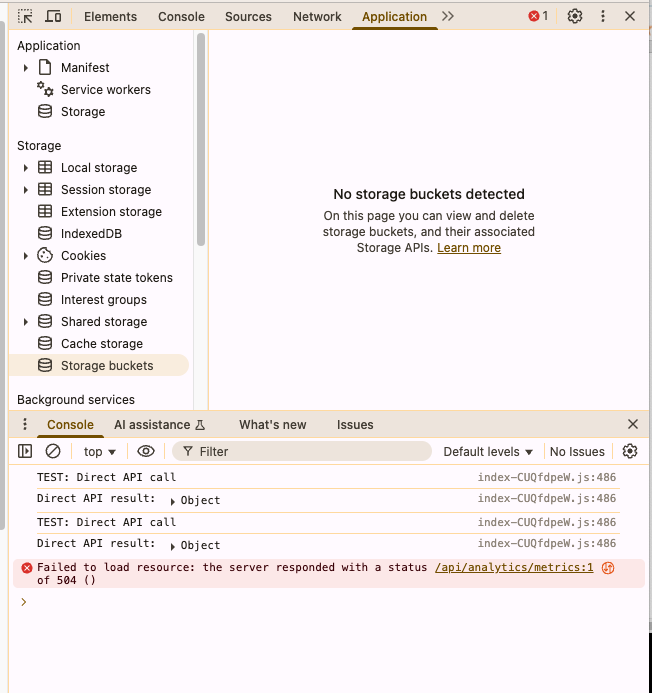 Elements Console Sources Network Application 1
Application
Manifest
Service workers
Storage
Storage
Local storage
Session storage
Extension storage
IndexedDB
Cookies
Private state tokens
Interest groups
Shared storage
Cache storage
Storage buckets
Background services
No storage buckets detected
On this page you can view and delete
storage buckets, and their associated
Storage APIs. Learn more
Console AI assistance What's new Issues
top Filter Default levels No Issues
TEST: Direct API call index-CUQfdpeW.js:486
Direct API result: Object index-CUQfdpeW.js:486
TEST: Direct API call index-CUQfdpeW.js:486
Direct API result: Object index-CUQfdpeW.js:486
Failed to load resource: the server responded with a status /api/analytics/metrics:1
of 504 ()